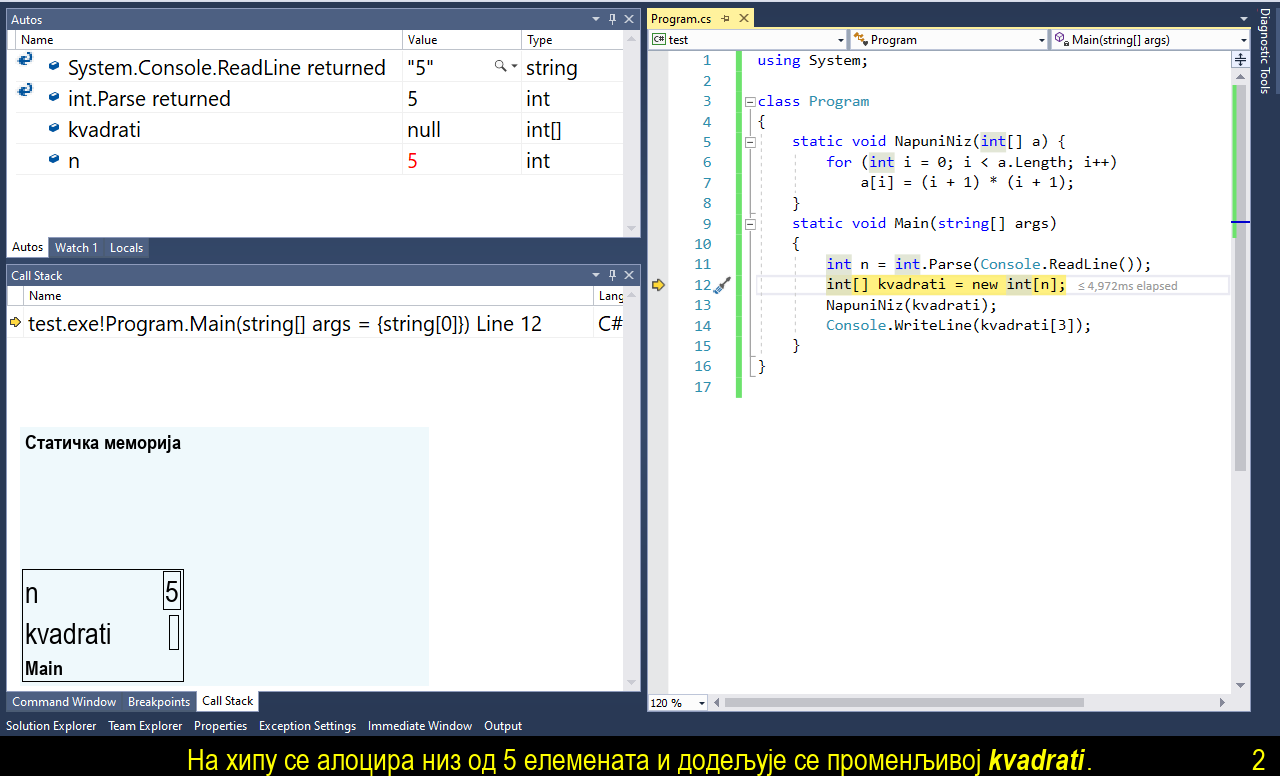 Autos
Name Value Type
System.Console.ReadLine returned "5" string
int.Parse returned 5 int
kvadrati null int[]
n 5 int
Autos Watch 1 Locals
Call Stack
Name Lang
test.exe!Program.Main(string[] args = {string[0]}) Line 12 C#
Статичка меморија
n 5
kvadrati
Main
Command Window Breakpoints Call Stack
Solution Explorer Team Explorer Properties Exception Settings Immediate Window Output
Program.cs
C# test Program Main(string[] args)
1 using System;
2
3 class Program
4 {
5 static void NapuniNiz(int[] a) {
6 for (int i = 0; i < a.Length; i++)
7 a[i] = (i + 1) * (i + 1);
8 }
9 static void Main(string[] args)
10 {
11 int n = int.Parse(Console.ReadLine());
12 int[] kvadrati = new int[n]; ≤ 4,972ms elapsed
13 NapuniNiz(kvadrati);
14 Console.WriteLine(kvadrati[3]);
15 }
16 }
17
120 %
Diagnostic Tools
На хипу се алоцира низ од 5 елемената и додељује се променљивој kvadrati. 2